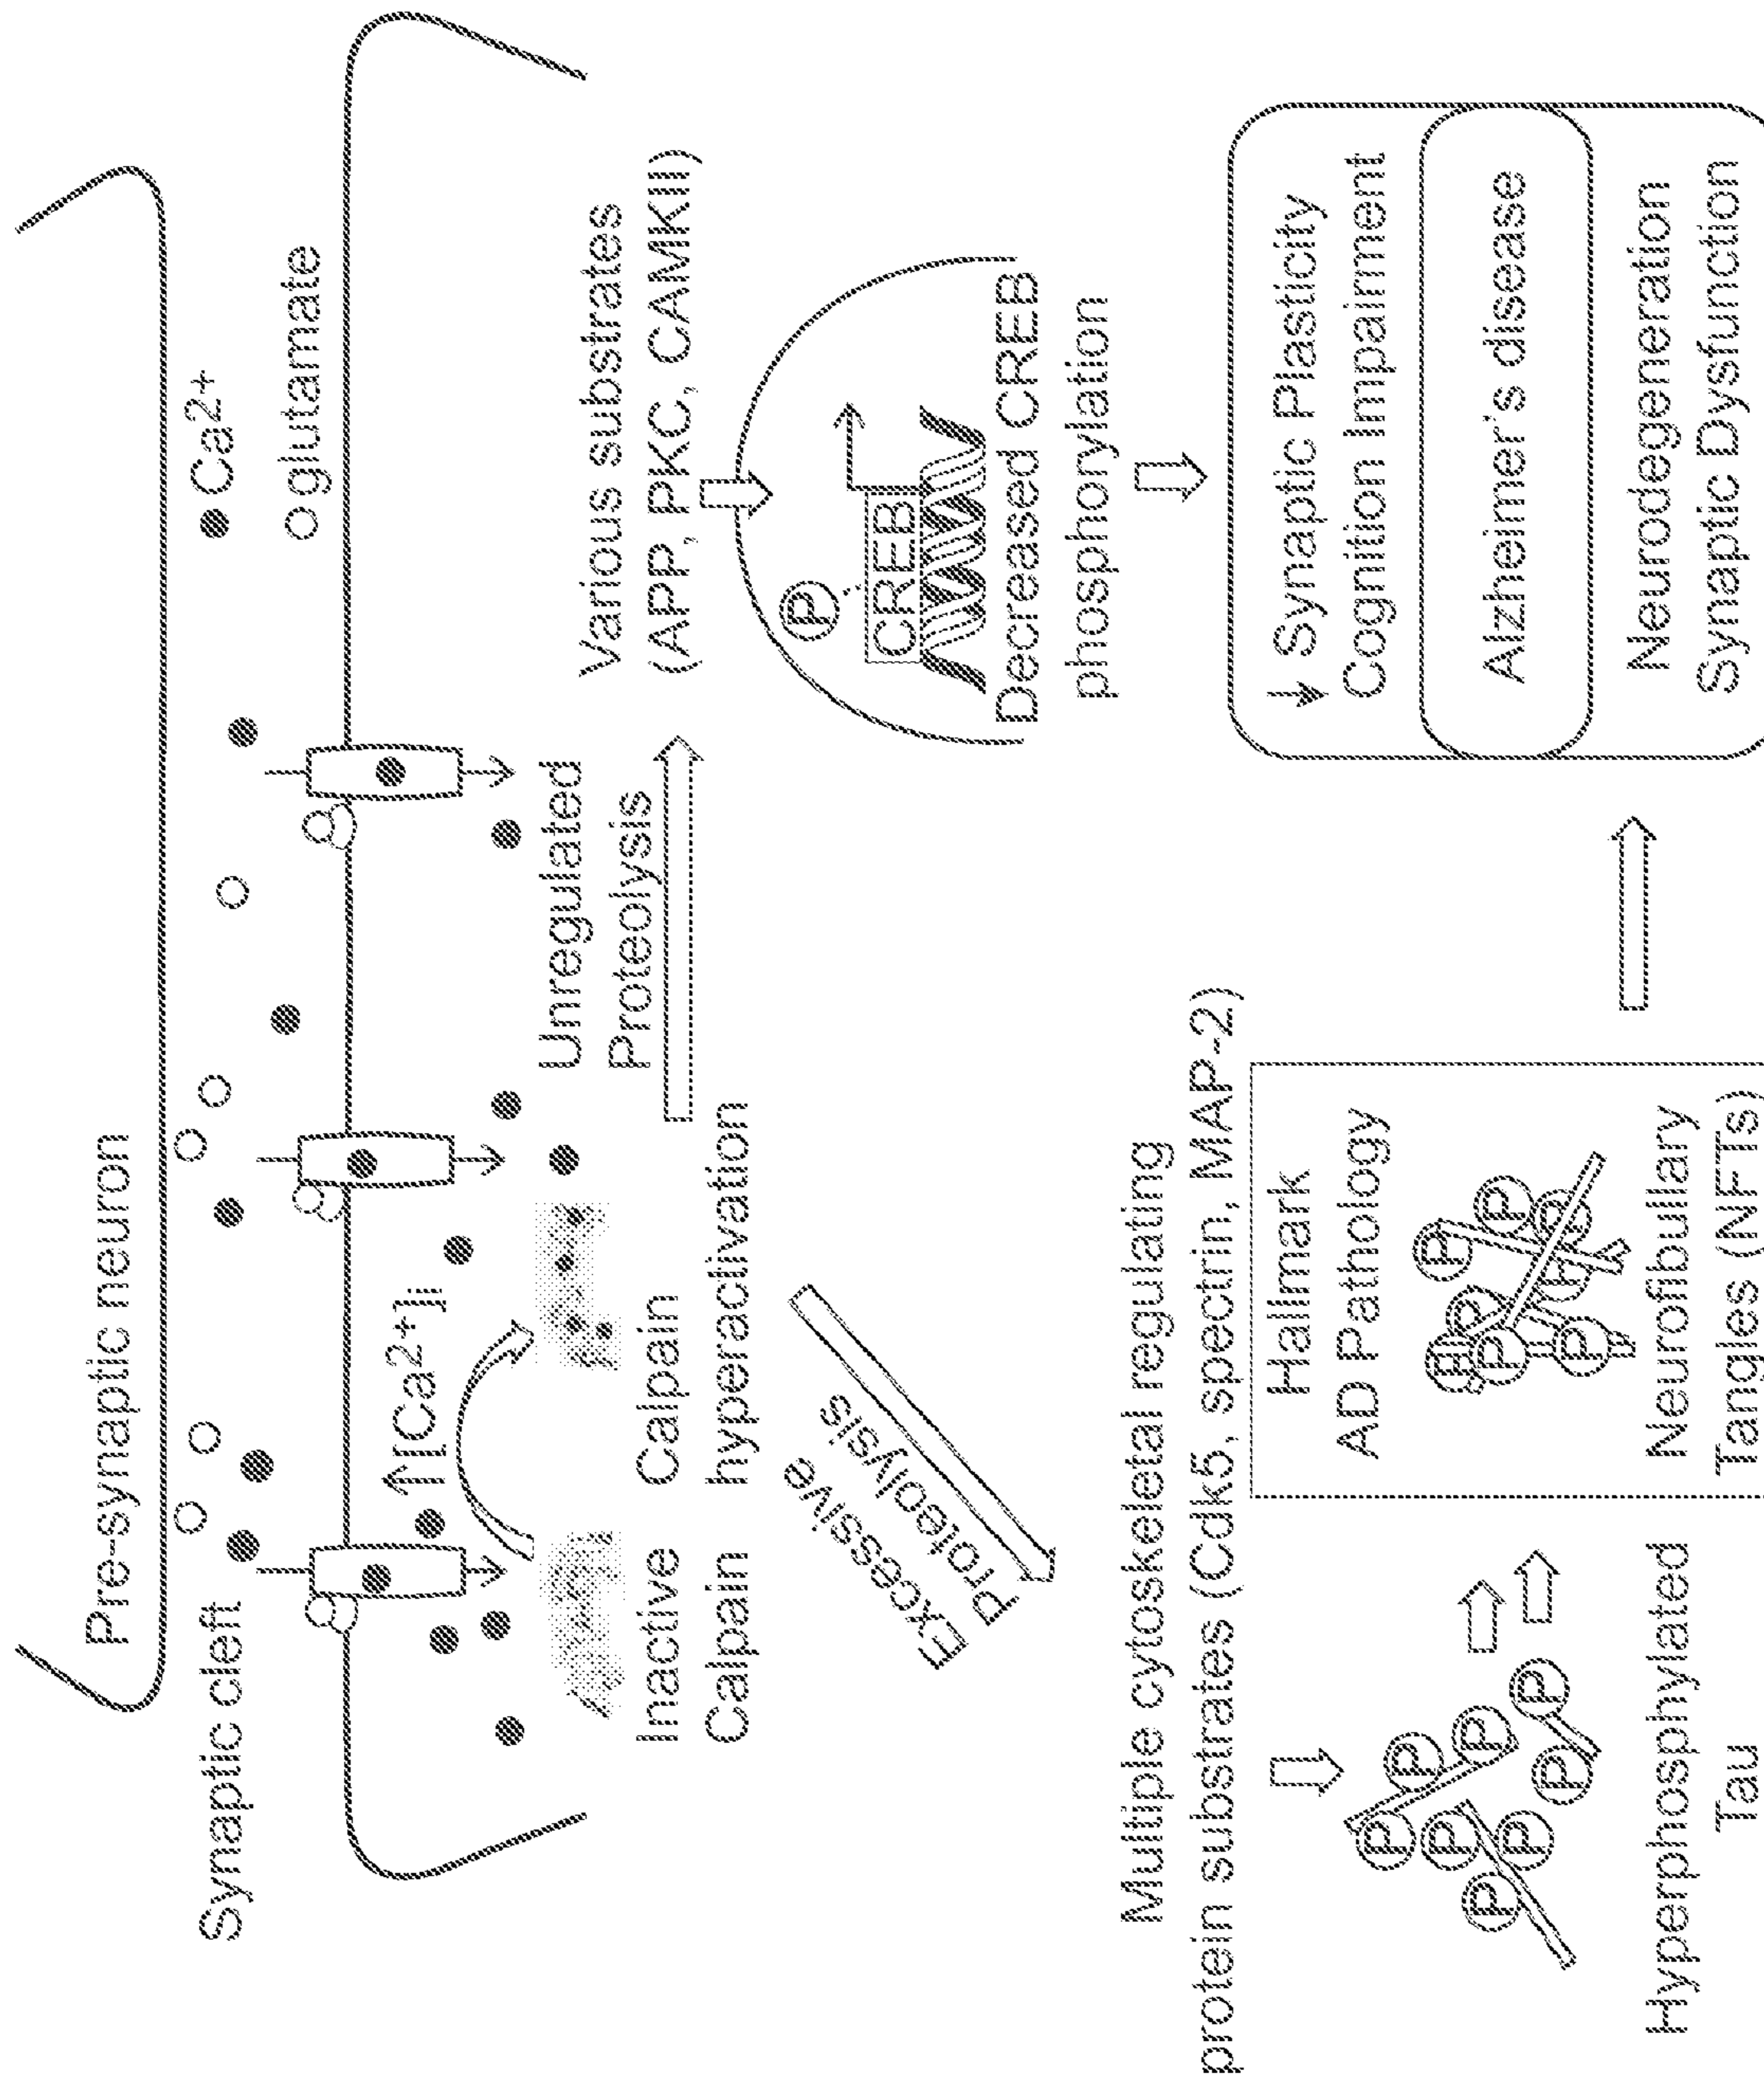 Pre-synaptic neuron
Synaptic cleft
Ca2+
glutamate
[Ca2+]i
Inactive
Calpain
Calpain
hyperactivation
Unregulated
Proteolysis
Various substrates
(APP, PKC, CAMKII)
P
CREB
Decreased CREB
phosphorylation
Excessive
Proteolysis
Multiple cytoskeletal regulating
protein substrates (Cdk5, spectrin, MAP-2)
P
P
P
P
P
P
P
P
Hyperphosphylated
Tau
Hallmark
AD Pathology
P
P
P
P
P
P
P
P
Neurofibullary
Tangles (NFTs)
Synaptic Plasticity
Cognition Impairment
Alzheimer's disease
Neurodegeneration
Synaptic Dysfunction